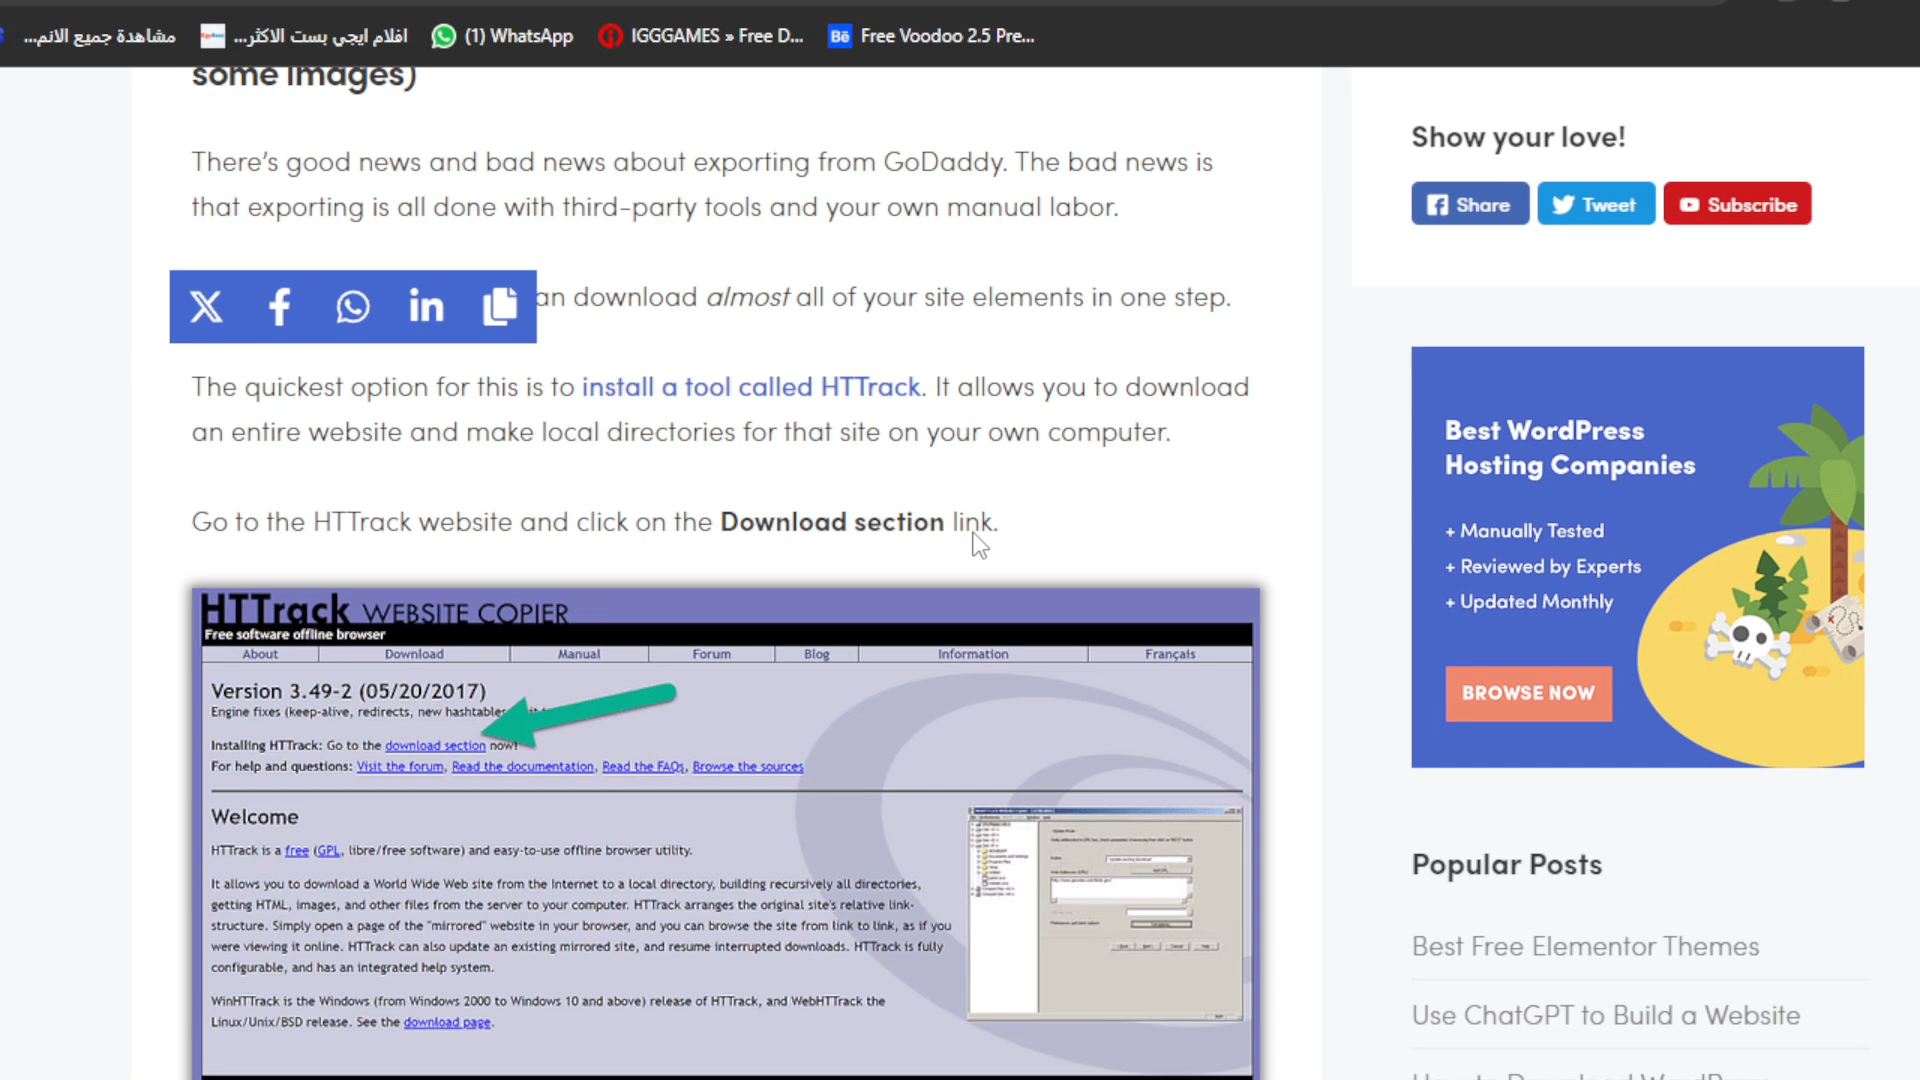 مشاهدة جميع الانم...
افلام ايجي بست الاكثر...
(1) WhatsApp
IGGGAMES » Free D...
Bē
Free Voodoo 2.5 Pre...
some images)
There's good news and bad news about exporting from GoDaddy. The bad news is
that exporting is all done with third-party tools and your own manual labor.
an download almost all of your site elements in one step.
The quickest option for this is to install a tool called HTTrack. It allows you to download
an entire website and make local directories for that site on your own computer.
Go to the HTTrack website and click on the Download section link.
HTTrack WEBSITE COPIER
Free software offline browser
About
Download
Manual
Forum
Blog
Information
Français
Version 3.49-2 (05/20/2017)
Engine fixes (keep-alive, redirects, new hashtables
Installing HTTrack: Go to the download section now!
For help and questions: Visit the forum, Read the documentation, Read the FAQs, Browse the sources
Welcome
HTTrack is a free (GPL, libre/free software) and easy-to-use offline browser utility.
It allows you to download a World Wide Web site from the Internet to a local directory, building recursively all directories,
getting HTML, images, and other files from the server to your computer. HTTrack arranges the original site's relative link-
structure. Simply open a page of the "mirrored" website in your browser, and you can browse the site from link to link, as if you
were viewing it online. HTTrack can also update an existing mirrored site, and resume interrupted downloads. HTTrack is fully
configurable, and has an integrated help system.
WinHTTrack is the Windows (from Windows 2000 to Windows 10 and above) release of HTTrack, and WebHTTrack the
Linux/Unix/BSD release. See the download page.
Show your love!
Share
Tweet
Subscribe
Best WordPress
Hosting Companies
+ Manually Tested
+ Reviewed by Experts
+ Updated Monthly
BROWSE NOW
Popular Posts
Best Free Elementor Themes
Use ChatGPT to Build a Website